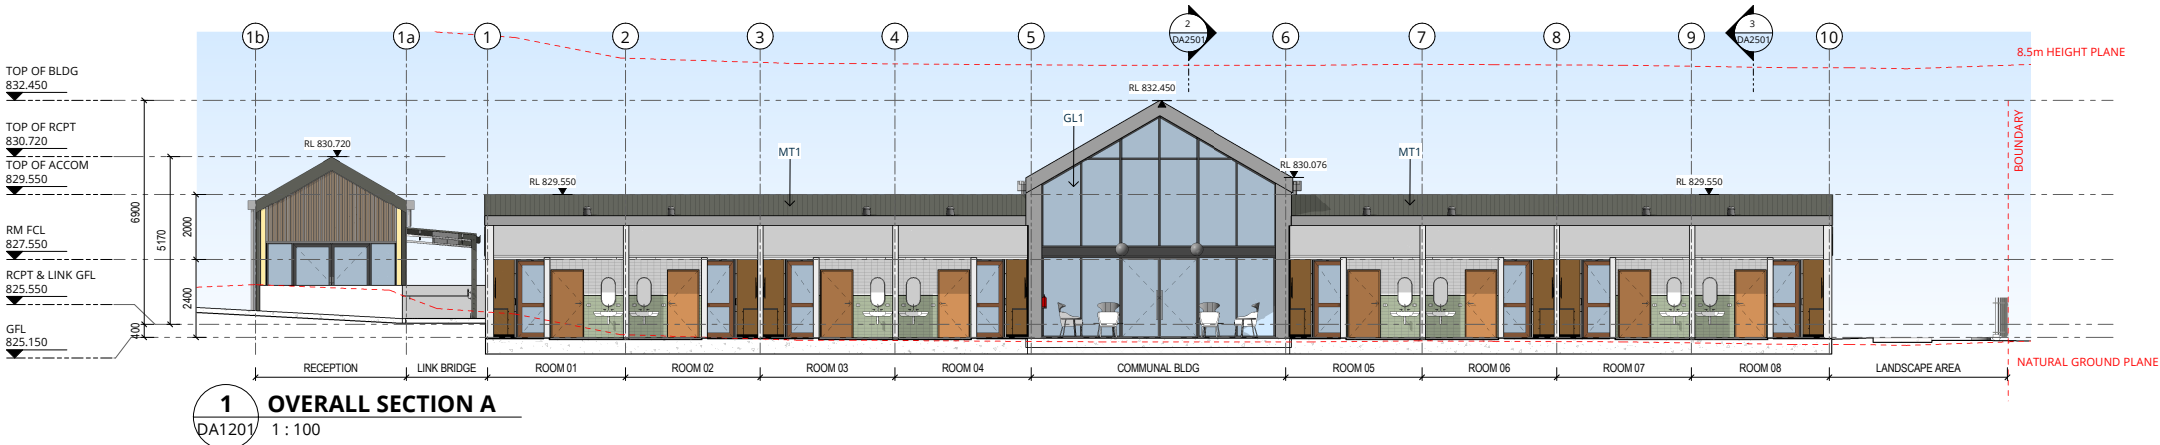 1b
1a
1
2
3
4
5
2
DA2501
6
7
8
9
3
DA2501
10
8.5m HEIGHT PLANE
TOP OF BLDG
832.450
TOP OF RCPT
830.720
TOP OF ACCOM
829.550
RM FCL
827.550
RCPT & LINK GFL
825.550
GFL
825.150
6900
5170
2000
2400
400
RL 830.720
RL 829.550
MT1
GL1
RL 832.450
RL 830.076
MT1
RL 829.550
BOUNDARY
NATURAL GROUND PLANE
RECEPTION
LINK BRIDGE
ROOM 01
ROOM 02
ROOM 03
ROOM 04
COMMUNAL BLDG
ROOM 05
ROOM 06
ROOM 07
ROOM 08
LANDSCAPE AREA
1
DA1201
OVERALL SECTION A
1 : 100